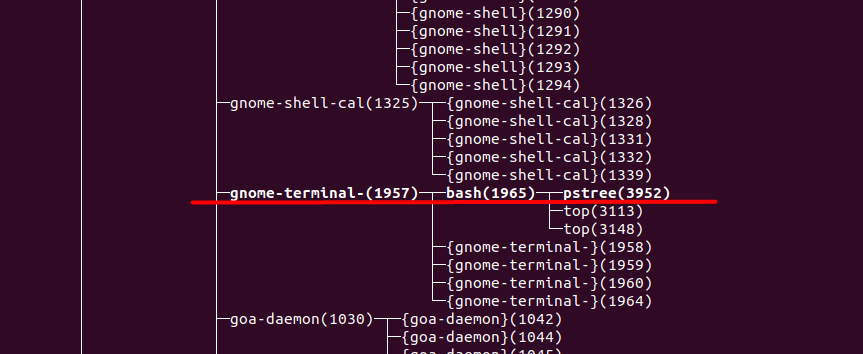 {gnome-shell}(1290)
{gnome-shell}(1291)
{gnome-shell}(1292)
{gnome-shell}(1293)
{gnome-shell}(1294)
gnome-shell-cal(1325) {gnome-shell-cal}(1326)
{gnome-shell-cal}(1328)
{gnome-shell-cal}(1331)
{gnome-shell-cal}(1332)
{gnome-shell-cal}(1339)
gnome-terminal-(1957) bash(1965) pstree(3952)
top(3113)
top(3148)
{gnome-terminal-}(1958)
{gnome-terminal-}(1959)
{gnome-terminal-}(1960)
{gnome-terminal-}(1964)
goa-daemon(1030) {goa-daemon}(1042)
{goa-daemon}(1044)